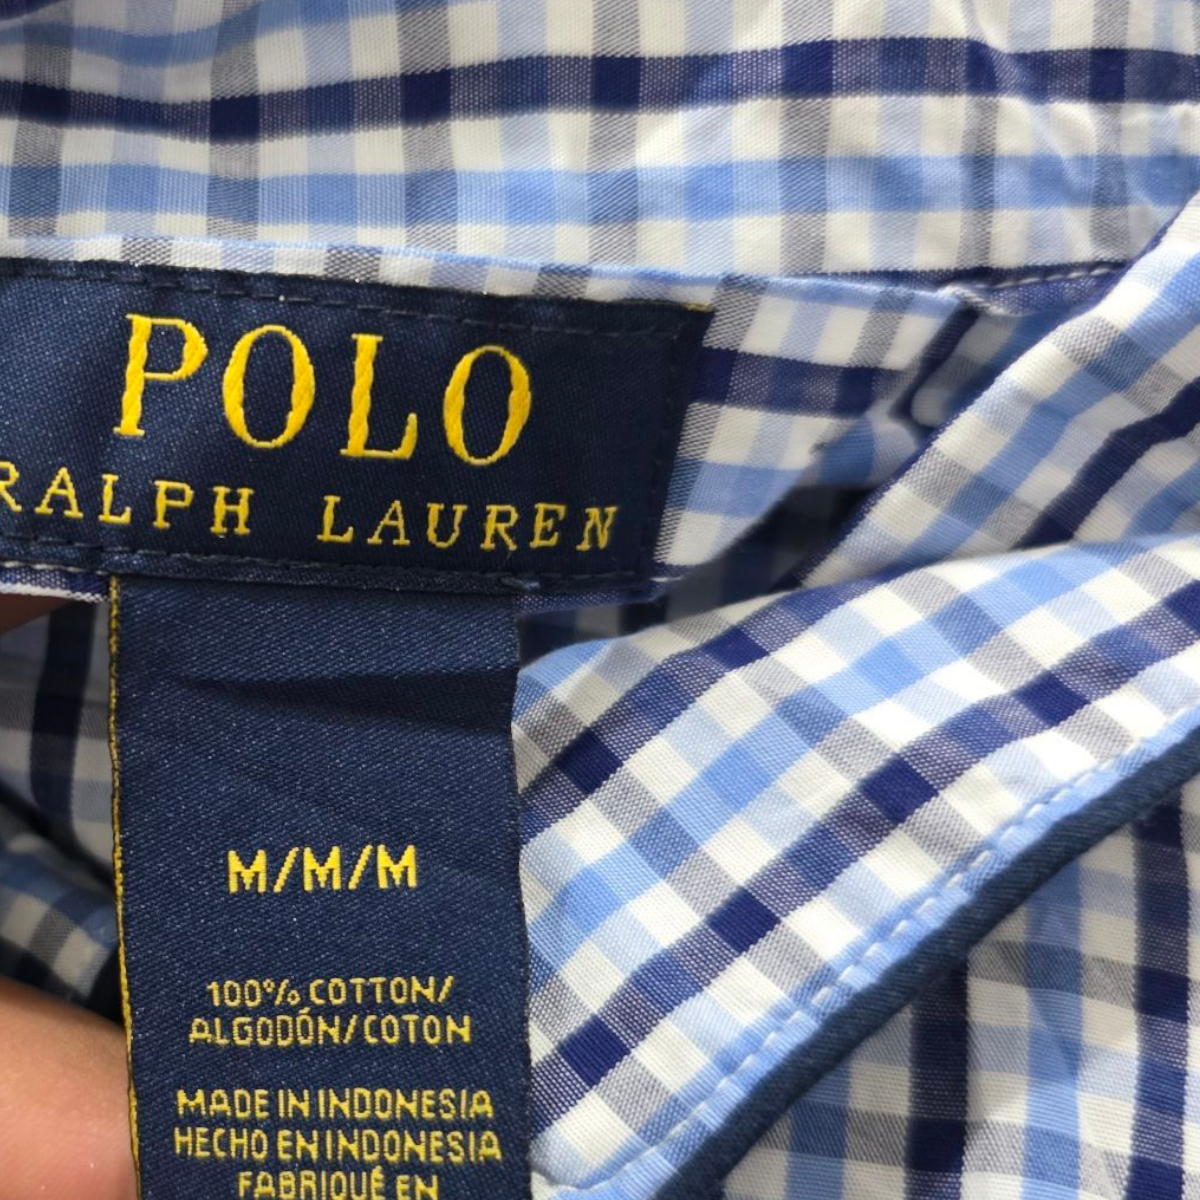 POLO
RALPH LAUREN
M/M/M
100% COTTON/
ALGODÓN/COTON
MADE IN INDONESIA
HECHO EN INDONESIA
FABRIQUÉ EN